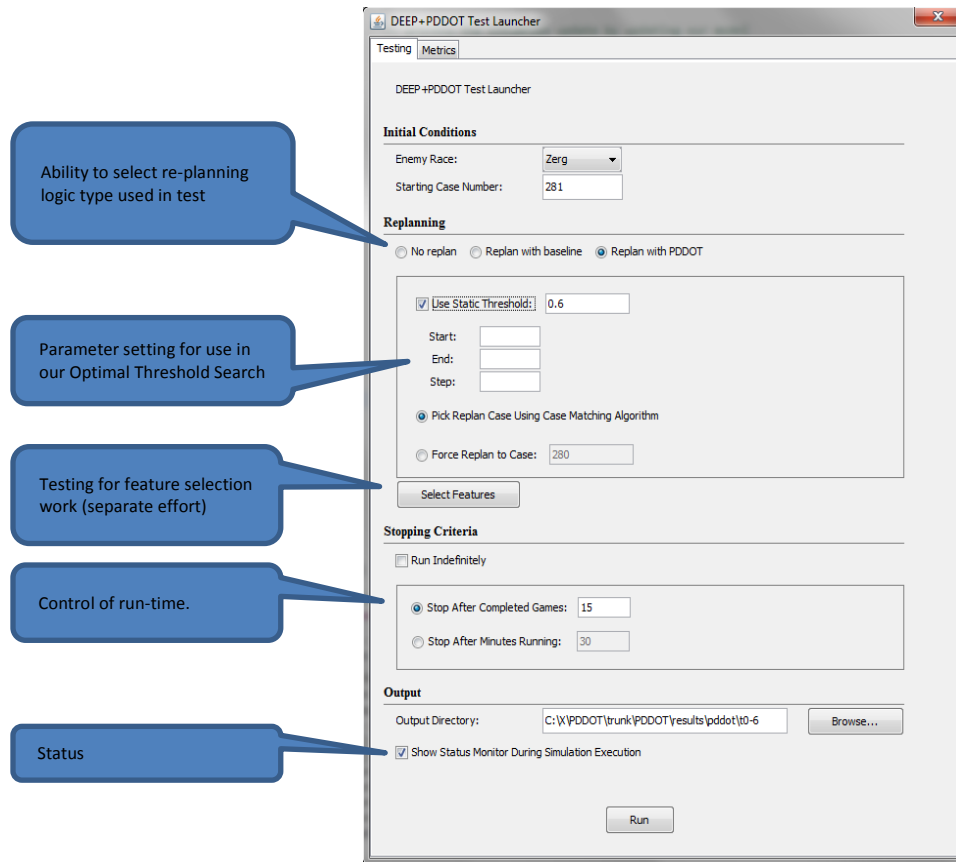 DEEP+PDDOT Test Launcher
Testing Metrics
DEEP+PDDOT Test Launcher
Initial Conditions
Enemy Race: Zerg
Starting Case Number: 281
Replanning
No replan Replan with baseline Replan with PDDOT
Use Static Threshold: 0.6
Start:
End:
Step:
Pick Replan Case Using Case Matching Algorithm
Force Replan to Case: 280
Select Features
Stopping Criteria
Run Indefinitely
Stop After Completed Games: 15
Stop After Minutes Running: 30
Output
Output Directory: C:\X\PDDOT\trunk\PDDOT\results\pddot\t0-6 Browse...
Show Status Monitor During Simulation Execution
Run
Ability to select re-planning
logic type used in test
Parameter setting for use in
our Optimal Threshold Search
Testing for feature selection
work (separate effort)
Control of run-time.
Status